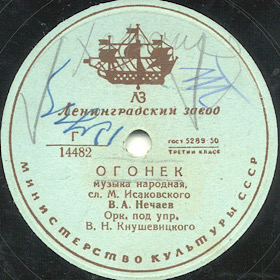 ЛЗ
Ленинградский завод
Г
14482
ГОСТ 5289-50
ТРЕТИЙ КЛАСС
ОГОНЕК
музыка народная,
сл. М. Исаковского
В. А. Нечаев
Орк. под упр.
В. Н. Кнушевицкого
МИНИСТЕРСТВО КУЛЬТУРЫ СССР